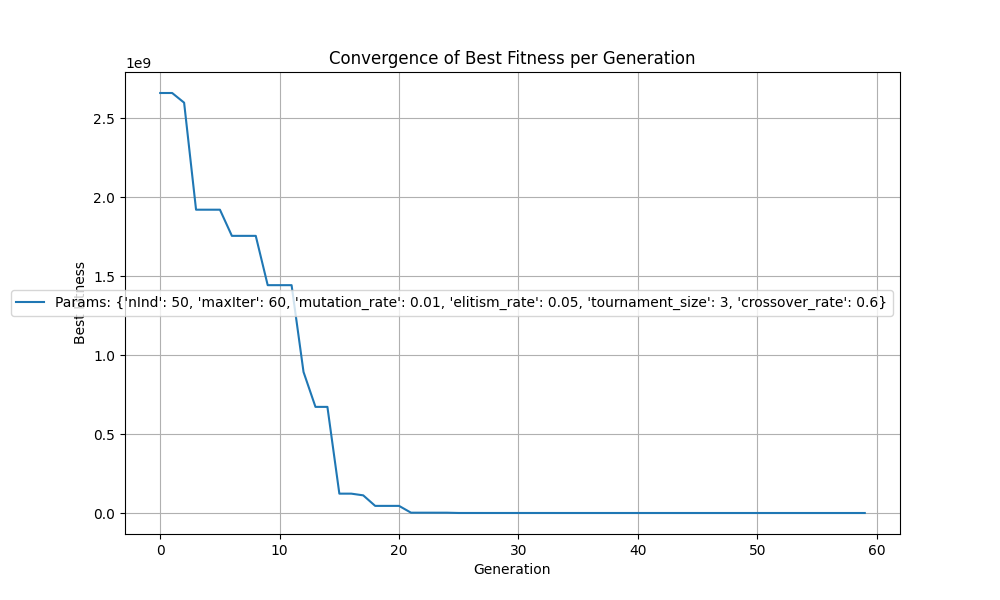 Convergence of Best Fitness per Generation
1e9
2.5
2.0
1.5
1.0
0.5
0.0
Best
ness
Params: {'nInd': 50, 'maxIter': 60, 'mutation_rate': 0.01, 'elitism_rate': 0.05, 'tournament_size': 3, 'crossover_rate': 0.6}
0 10 20 30 40 50 60
Generation